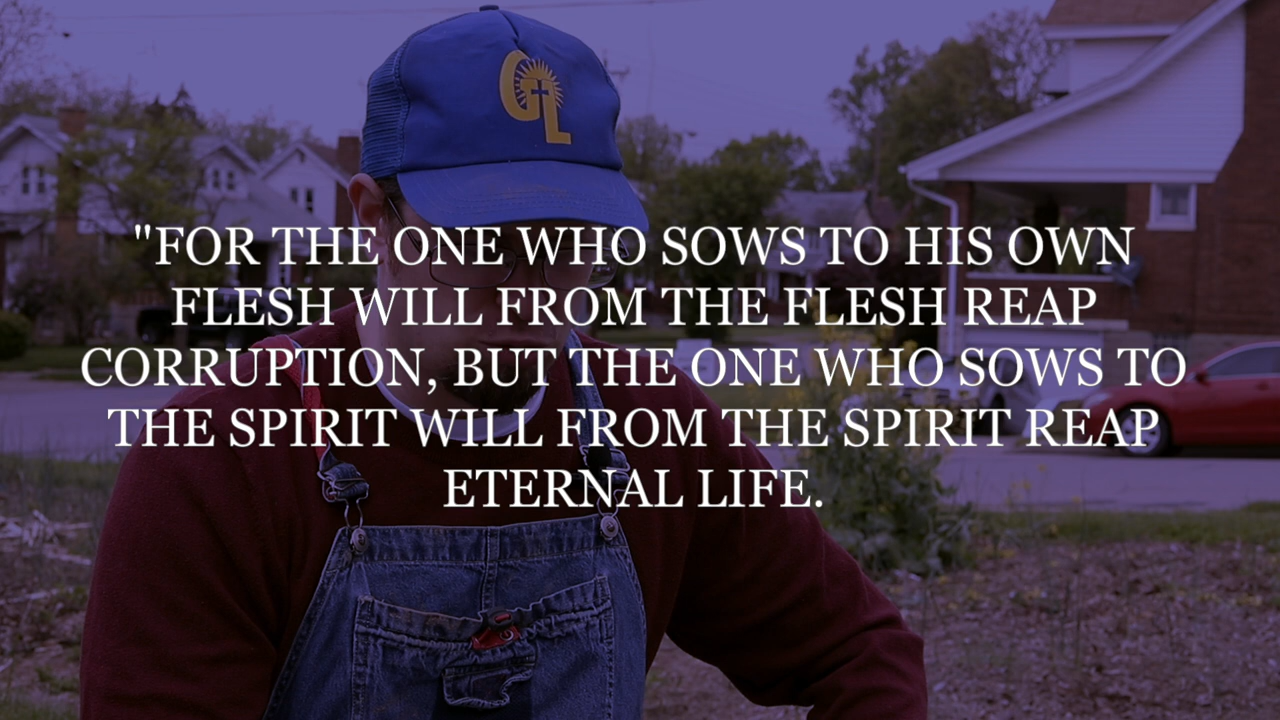 GL
"FOR THE ONE WHO SOWS TO HIS OWN
FLESH WILL FROM THE FLESH REAP
CORRUPTION, BUT THE ONE WHO SOWS TO
THE SPIRIT WILL FROM THE SPIRIT REAP
ETERNAL LIFE.